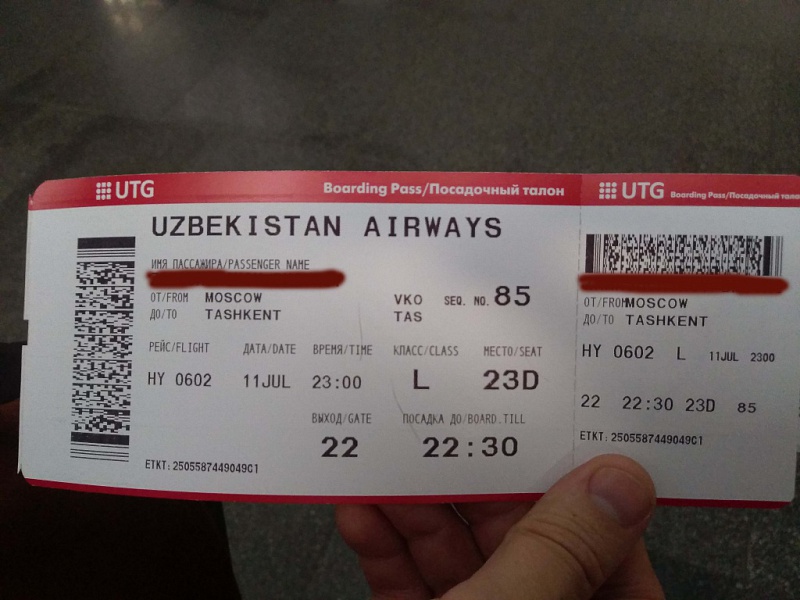 UTG Boarding Pass/Посадочный талон
UZBEKISTAN AIRWAYS
ИМЯ ПАССАЖИРА/PASSENGER NAME
ОТ/FROM MOSCOW VKO SEQ. NO. 85
ДО/TO TASHKENT TAS
РЕЙС/FLIGHT ДАТА/DATE ВРЕМЯ/TIME КЛАСС/CLASS МЕСТО/SEAT
HY 0602 11JUL 23:00 L 23D
ВЫХОД/GATE ПОСАДКА ДО/BOARD.TILL
22 22:30
ETKT:2505587449049C1
UTG Boarding Pass/Посадочный тало
ОТ/FROM MOSCOW
ДО/TO TASHKENT
HY 0602 L 11JUL 2300
22 22:30 23D 85
ETKT:2505587449049C1